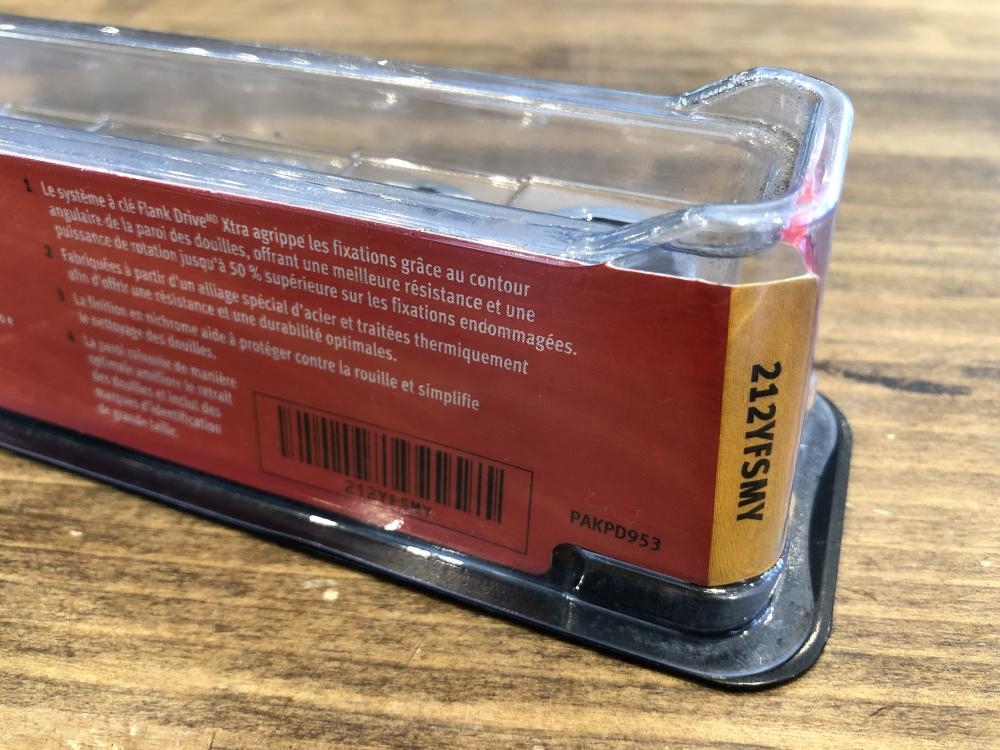 1 Le système à clé Flank Drive^MD Xtra agrippe les fixations grâce au contour
angulaire de la paroi des douilles, offrant une meilleure résistance et une
puissance de rotation jusqu'à 50 % supérieure sur les fixations endommagées.
2 Fabriquées à partir d'un alliage spécial d'acier et traitées thermiquement
afin d'offrir une résistance et une durabilité optimales.
3 La finition en nichrome aide à protéger contre la rouille et simplifie
le nettoyage des douilles.
4 La paroi rainurée de manière
optimale améliore le retrait
des douilles et inclut des
marques d'identification
de grande taille.
212YFSMY
PAKPD953
212YFSMY